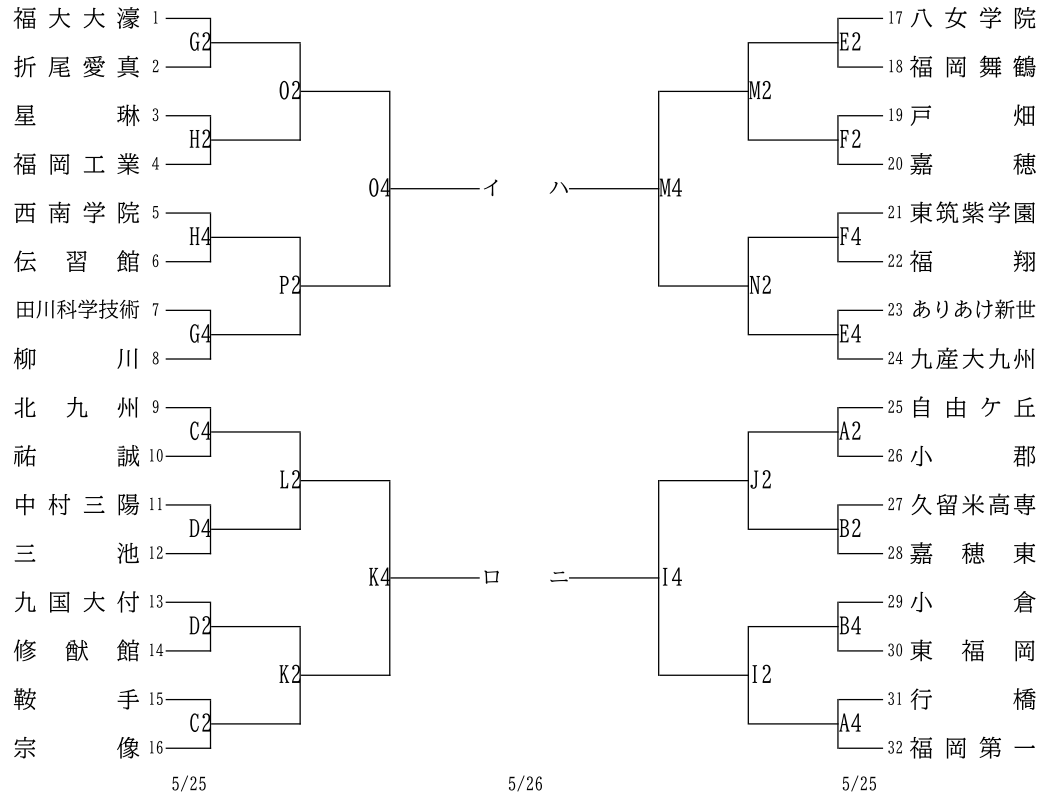 福大大濠 1
G2
折尾愛真 2
O2
星琳 3
H2
福岡工業 4
O4 イ
西南学院 5
H4
伝習館 6
P2
田川科学技術 7
G4
柳川 8
北九州 9
C4
祐誠 10
L2
中村三陽 11
D4
三池 12
K4 ロ
九国大付 13
D2
修猷館 14
K2
鞍手 15
C2
宗像 16
17 八女学院
E2
18 福岡舞鶴
M2
19 戸畑
F2
20 嘉穂
ハ M4
21 東筑紫学園
F4
22 福翔
N2
23 ありあけ新世
E4
24 九産大九州
25 自由ケ丘
A2
26 小郡
J2
27 久留米高専
B2
28 嘉穂東
ニ I4
29 小倉
B4
30 東福岡
I2
31 行橋
A4
32 福岡第一
5/25 5/26 5/25